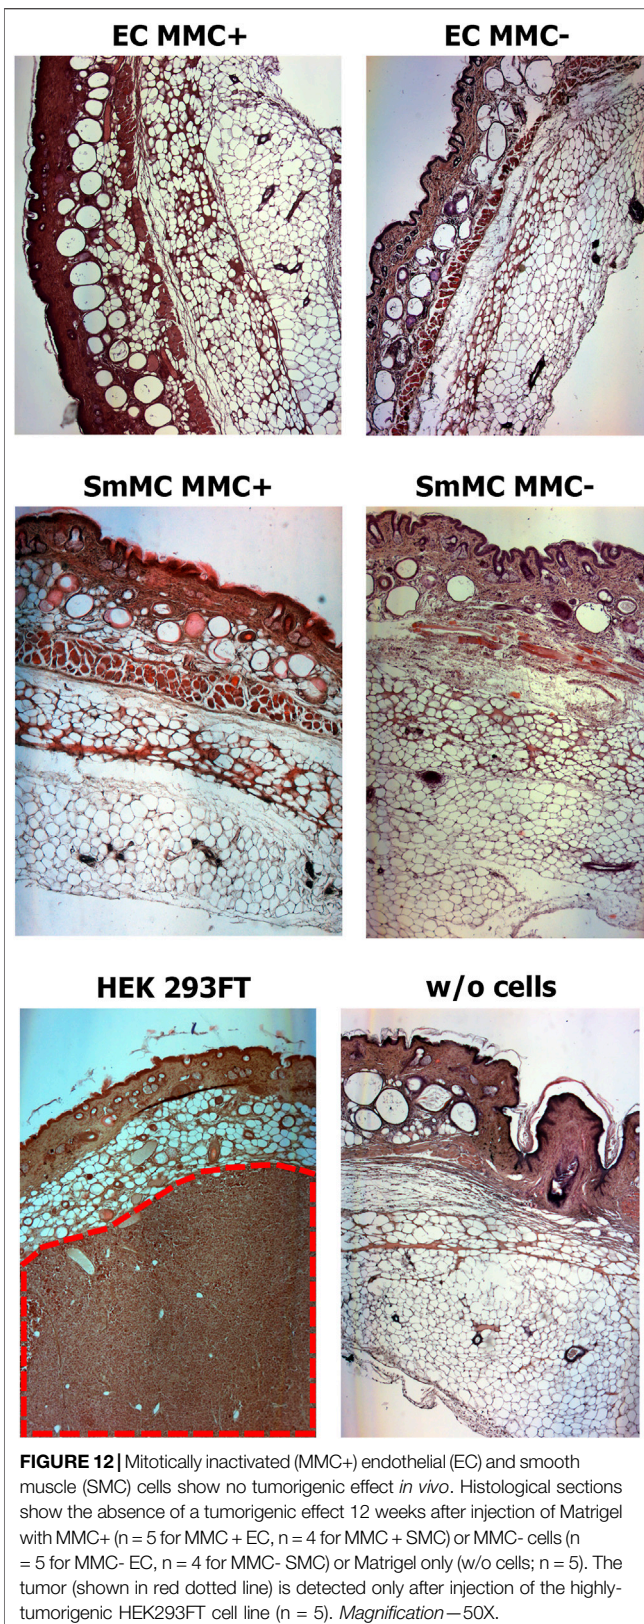 EC MMC+
EC MMC-
SmMC MMC+
SmMC MMC-
HEK 293FT
w/o cells
FIGURE 12 | Mitotically inactivated (MMC+) endothelial (EC) and smooth
muscle (SMC) cells show no tumorigenic effect in vivo. Histological sections
show the absence of a tumorigenic effect 12 weeks after injection of Matrigel
with MMC+ (n = 5 for MMC + EC, n = 4 for MMC + SMC) or MMC- cells (n
= 5 for MMC- EC, n = 4 for MMC- SMC) or Matrigel only (w/o cells; n = 5). The
tumor (shown in red dotted line) is detected only after injection of the highly-
tumorigenic HEK293FT cell line (n = 5). Magnification—50X.